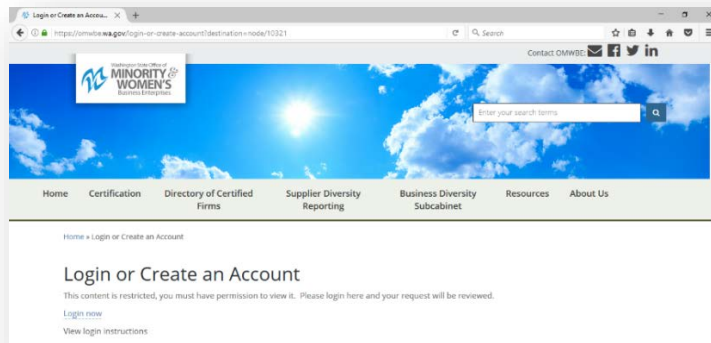 Login or Create an Accou...
https://omwbe.wa.gov/login-or-create-account?destination=node/10321
Search
Contact OMWBE:
Washington State Office of
MINORITY &
WOMEN'S
Business Enterprises
Enter your search terms
Home Certification Directory of Certified Firms Supplier Diversity Reporting Business Diversity Subcabinet Resources About Us
Home » Login or Create an Account
Login or Create an Account
This content is restricted, you must have permission to view it. Please login here and your request will be reviewed.
Login now
View login instructions